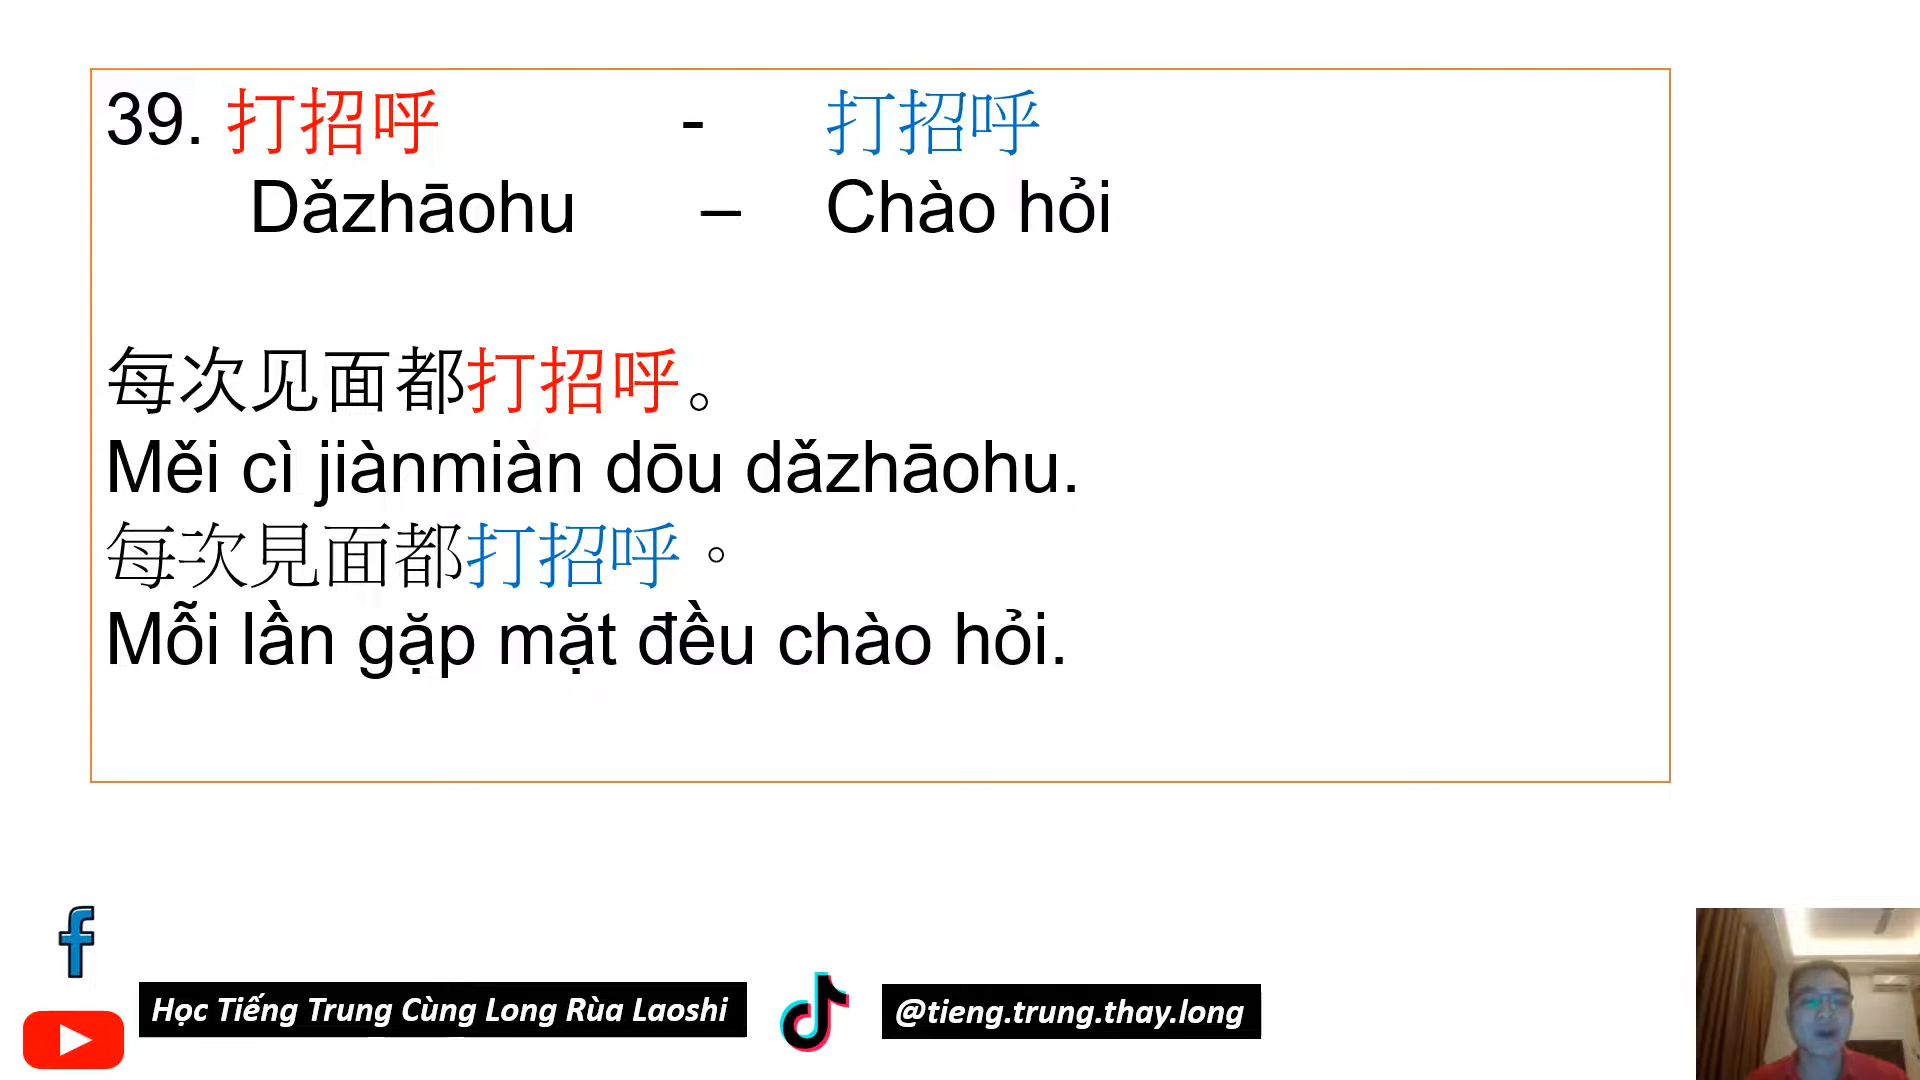 39. 打招呼 - 打招呼
Dǎzhāohu – Chào hỏi
每次见面都打招呼。
Měi cì jiànmiàn dōu dǎzhāohu.
每次見面都打招呼。
Mỗi lần gặp mặt đều chào hỏi.
Học Tiếng Trung Cùng Long Rùa Laoshi
@tieng.trung.thay.long